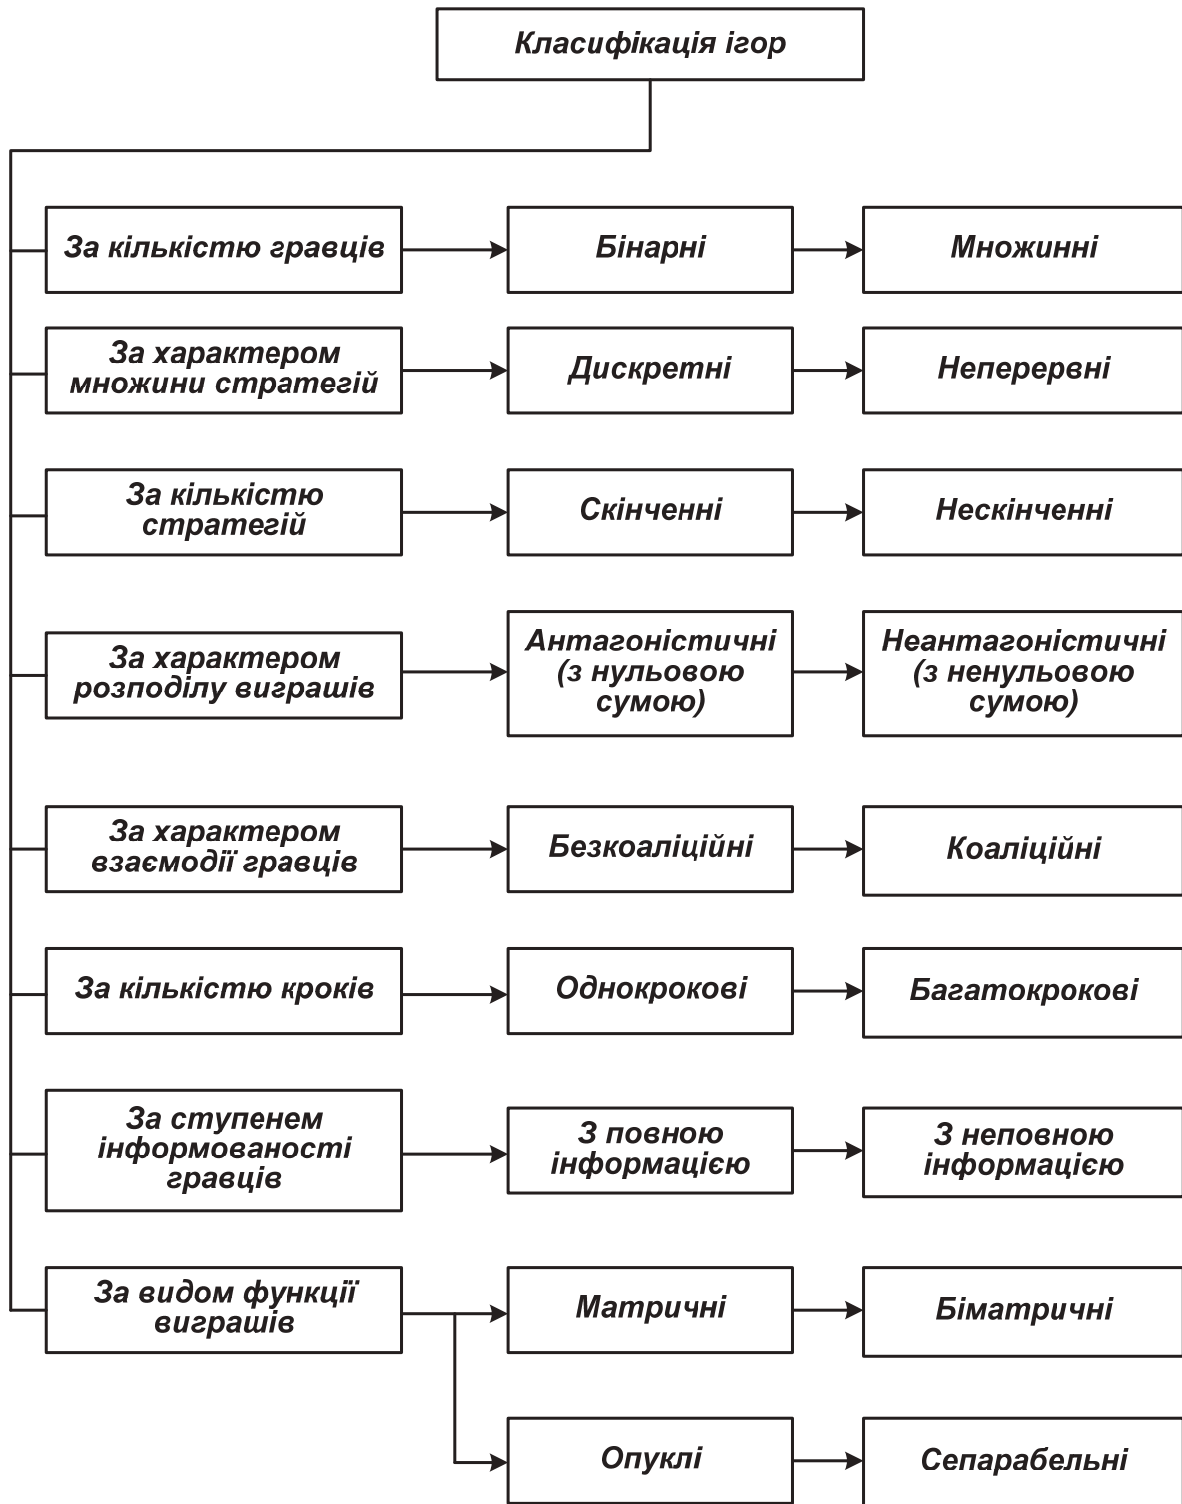 Класифікація ігор
За кількістю гравців
Бінарні
Множинні
За характером
множини стратегій
Дискретні
Неперервні
За кількістю
стратегій
Скінченні
Нескінченні
За характером
розподілу виграшів
Антагоністичні
(з нульовою
сумою)
Неантагоністичні
(з ненульовою
сумою)
За характером
взаємодії гравців
Безкоаліційні
Коаліційні
За кількістю кроків
Однокрокові
Багатокрокові
За ступенем
інформованості
гравців
З повною
інформацією
З неповною
інформацією
За видом функції
виграшів
Матричні
Біматричні
Опуклі
Сепарабельні